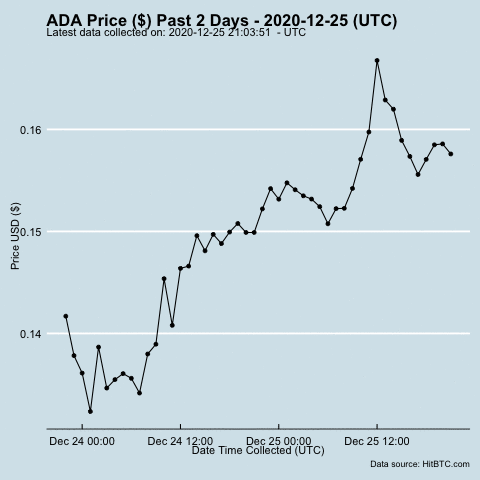 ADA Price ($) Past 2 Days - 2020-12-25 (UTC)
Latest data collected on: 2020-12-25 21:03:51 - UTC
0.16
0.15
0.14
Price USD ($)
Dec 24 00:00 Dec 24 12:00 Dec 25 00:00 Dec 25 12:00
Date Time Collected (UTC)
Data source: HitBTC.com